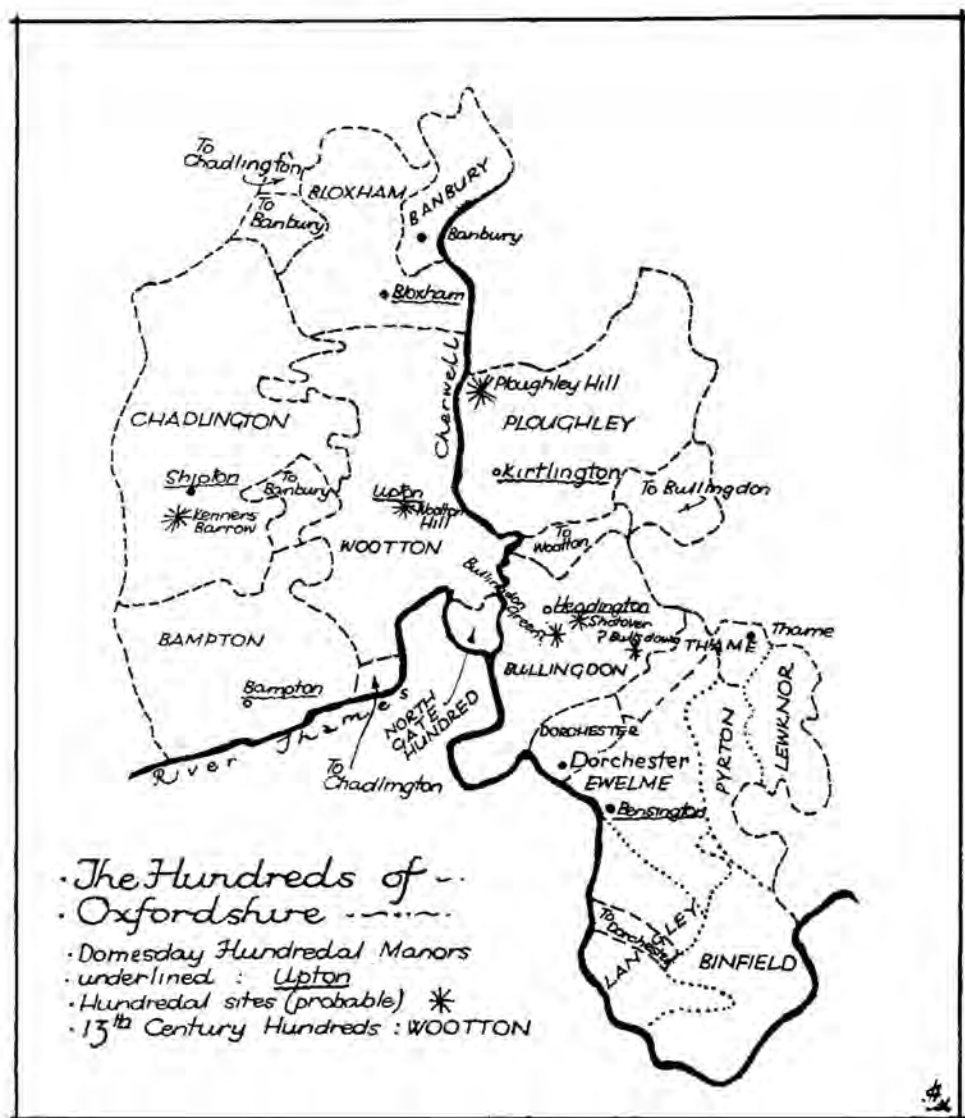 To
Chadlington
BLOXHAM
To
Banbury
BANBURY
Banbury
Bloxham
Cherwell
Ploughley Hill
PLOUGHLEY
CHADLINGTON
Shipton
Kenners
Barrow
To
Banbury
Upton
Wootton
Hill
WOOTTON
Kirtlington
To Bullingdon
To
Wootton
Bullingdon
Green?
Headington
Shotover
? Bulsdown
THAME
Thame
BULLINGDON
BAMPTON
Bampton
River Thames
NORTH
GATE
HUNDRED
To
Chadlington
DORCHESTER
Dorchester
EWELME
Bensington
PYRTON
LEWKNOR
To
Dorchester
LANGLEY
BINFIELD
· The Hundreds of
· Oxfordshire
· Domesday Hundredal Manors
· underlined : Upton
· Hundredal sites (probable)
· 13th Century Hundreds : WOOTTON